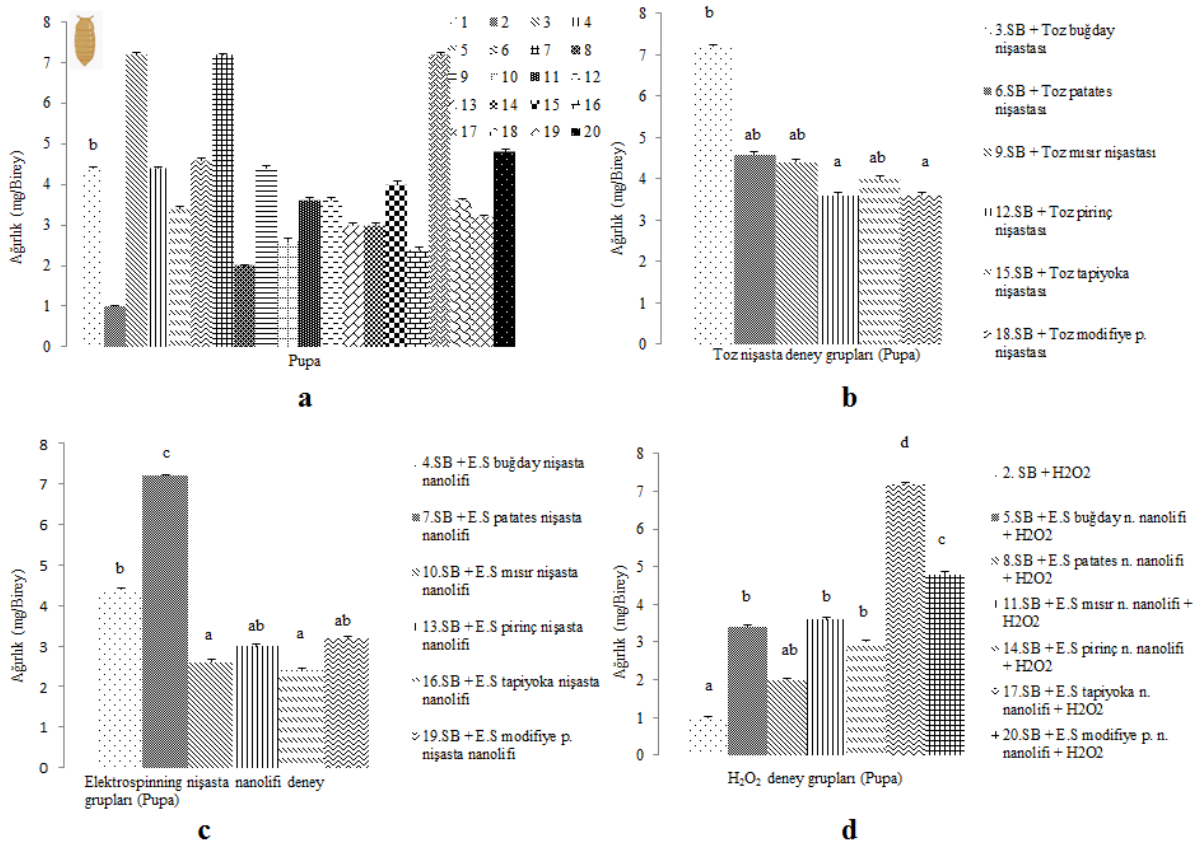 8
7
6
5
4
3
2
1
0
Ağırlık (mg/Birey)
b
1 2 3 4
5 6 7 8
9 10 11 12
13 14 15 16
17 18 19 20
Pupa
a
8
7
6
5
4
3
2
1
0
Ağırlık (mg/Birey)
b
ab
ab
a
ab
a
Toz nişasta deney grupları (Pupa)
3.SB + Toz buğday
nişastası
6.SB + Toz patates
nişastası
9.SB + Toz mısır nişastası
12.SB + Toz pirinç
nişastası
15.SB + Toz tapiyoka
nişastası
18.SB + Toz modifiye p.
nişastası
b
8
7
6
5
4
3
2
1
0
Ağırlık (mg/Birey)
b
c
a
ab
a
ab
Elektrospinning nişasta nanolifi deney
grupları (Pupa)
4.SB + E.S buğday nişasta
nanolifi
7.SB + E.S patates nişasta
nanolifi
10.SB + E.S mısır nişasta
nanolifi
13.SB + E.S pirinç nişasta
nanolifi
16.SB + E.S tapiyoka nişasta
nanolifi
19.SB + E.S modifiye p.
nişasta nanolifi
c
8
7
6
5
4
3
2
1
0
Ağırlık (mg/Birey)
a
b
ab
b
b
d
c
H₂O₂ deney grupları (Pupa)
2. SB + H2O2
5.SB + E.S buğday n. nanolifi
+ H2O2
8.SB + E.S patates n. nanolifi
+ H2O2
11.SB + E.S mısır n. nanolifi +
H2O2
14.SB + E.S pirinç n. nanolifi
+ H2O2
17.SB + E.S tapiyoka n.
nanolifi + H2O2
20.SB + E.S modifiye p. n.
nanolifi + H2O2
d